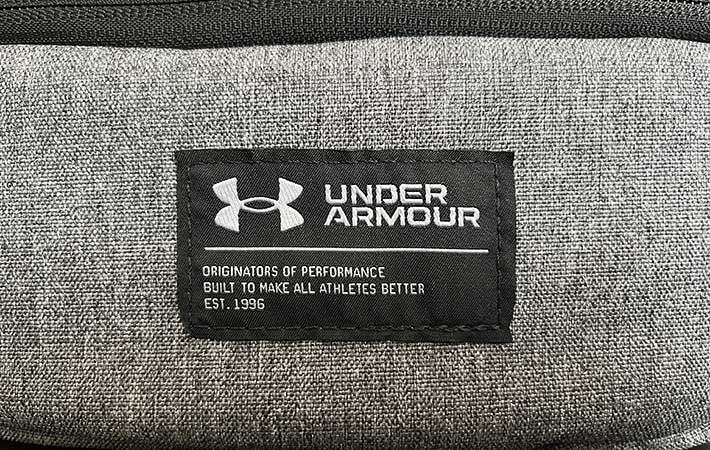 UNDER
ARMOUR
ORIGINATORS OF PERFORMANCE
BUILT TO MAKE ALL ATHLETES BETTER
EST. 1996